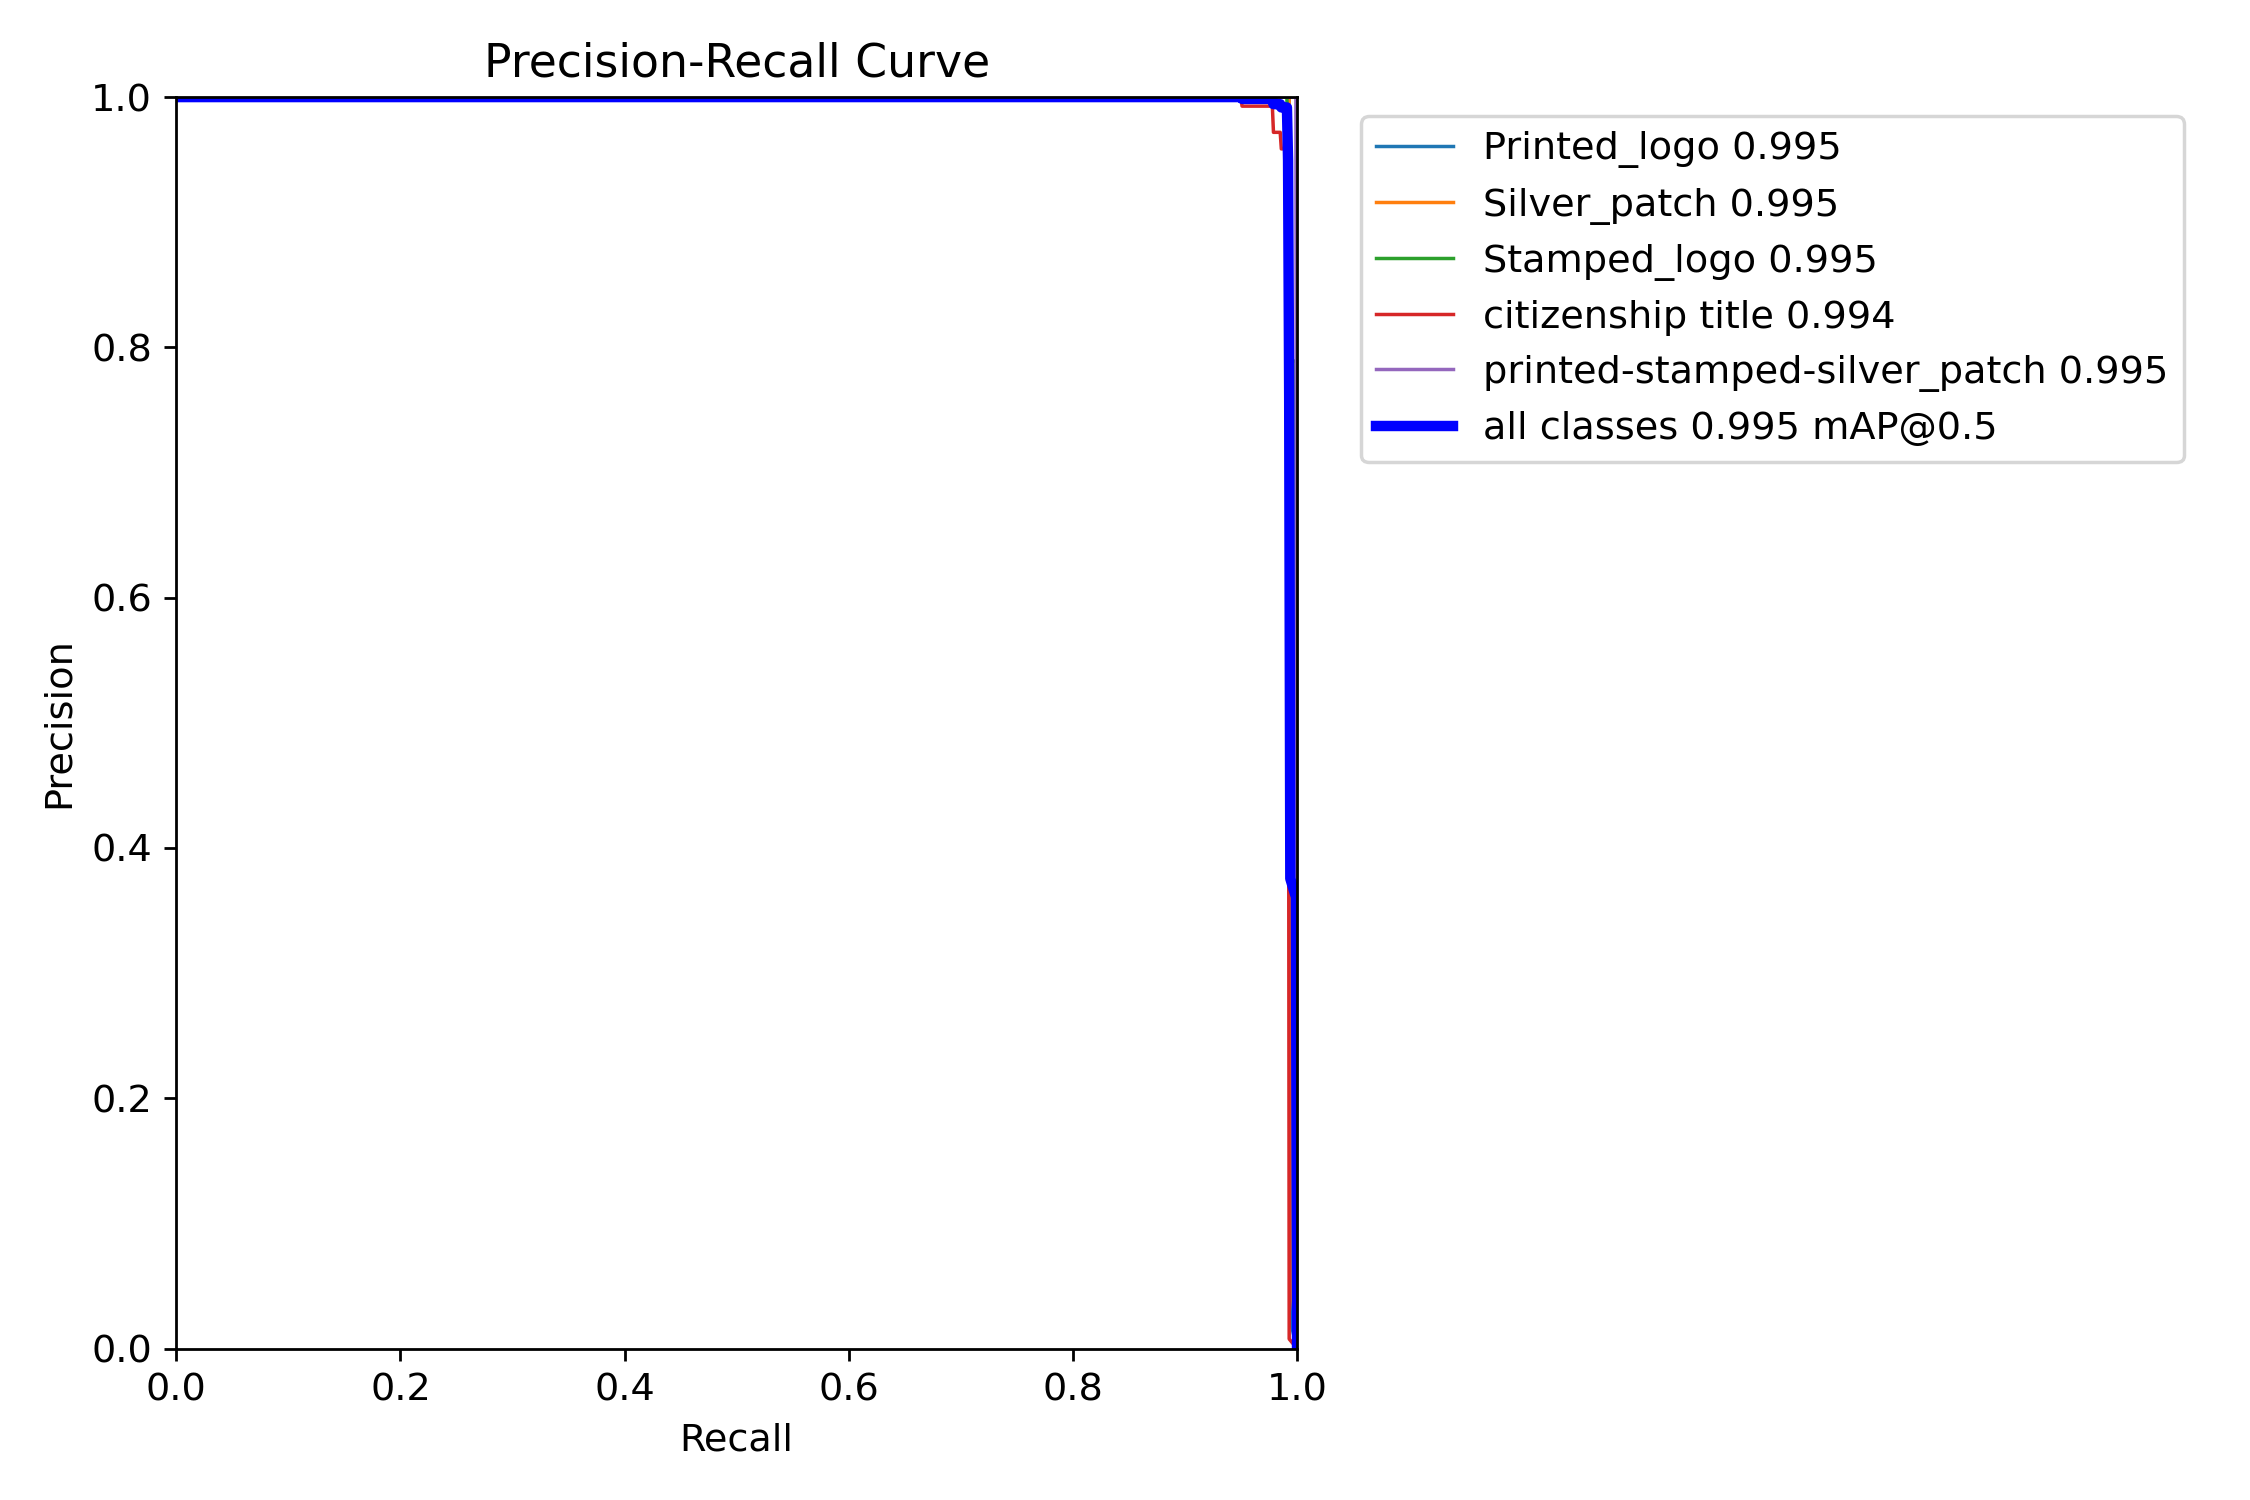 Precision-Recall Curve
1.0
0.8
0.6
0.4
0.2
0.0
Precision
0.0 0.2 0.4 0.6 0.8 1.0
Recall
Printed_logo 0.995
Silver_patch 0.995
Stamped_logo 0.995
citizenship title 0.994
printed-stamped-silver_patch 0.995
all classes 0.995 mAP@0.5